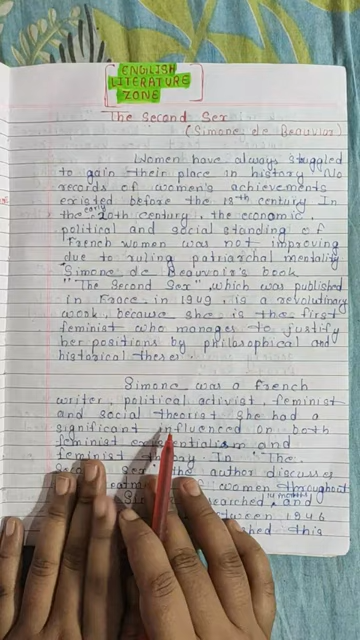 ENGLISH
LITERATURE
ZONE
The Second Sex
(Simone de Beauvior)
Women have always struggled
to gain their place in history. No
records of women's achievements
existed before the 18th century. In
the early 20th century, the economic,
political and social standing of
French women was not improving
due to ruling patriarchal mentality.
Simone de Beauvoir's book
"The Second Sex", which was published
in France in 1949, is a revolutionary
work, because she is the first
feminist who manages to justify
her positions by philosophical and
historical theses.
Simone was a French
writer, political activist, feminist
and social theorist. She had a
significant influenced on both
feminist existentialism and
feminist theory. In "The
Sex" the author discusses
of women throughout
researched and
14 months
between 1946
this